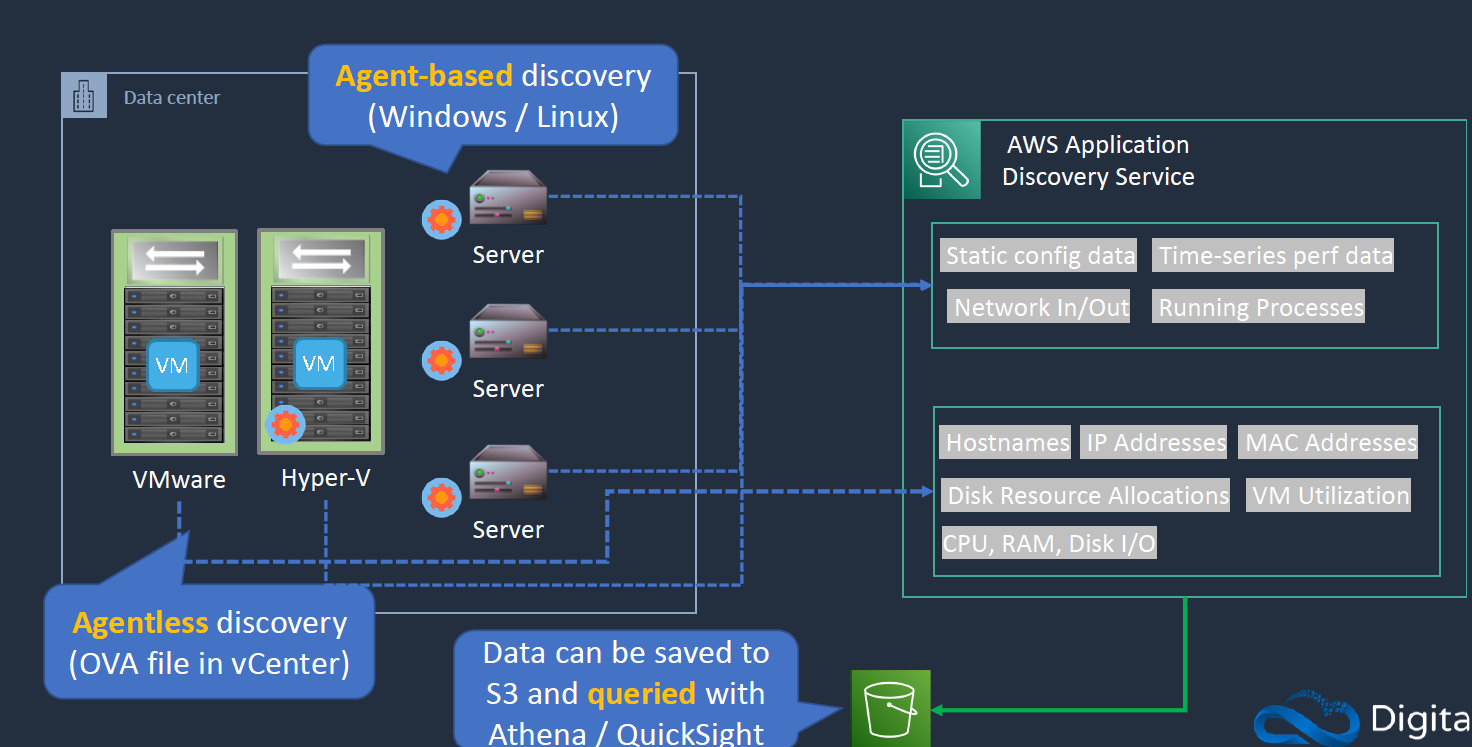 Agent-based discovery
(Windows / Linux)
Data center
AWS Application
Discovery Service
Server
Static config data
Time-series perf data
Network In/Out
Running Processes
VM
VM
Server
VMware
Hyper-V
Server
Hostnames
IP Addresses
MAC Addresses
Disk Resource Allocations
VM Utilization
CPU, RAM, Disk I/O
Agentless discovery
(OVA file in vCenter)
Data can be saved to
S3 and queried with
Athena / QuickSight
Digita